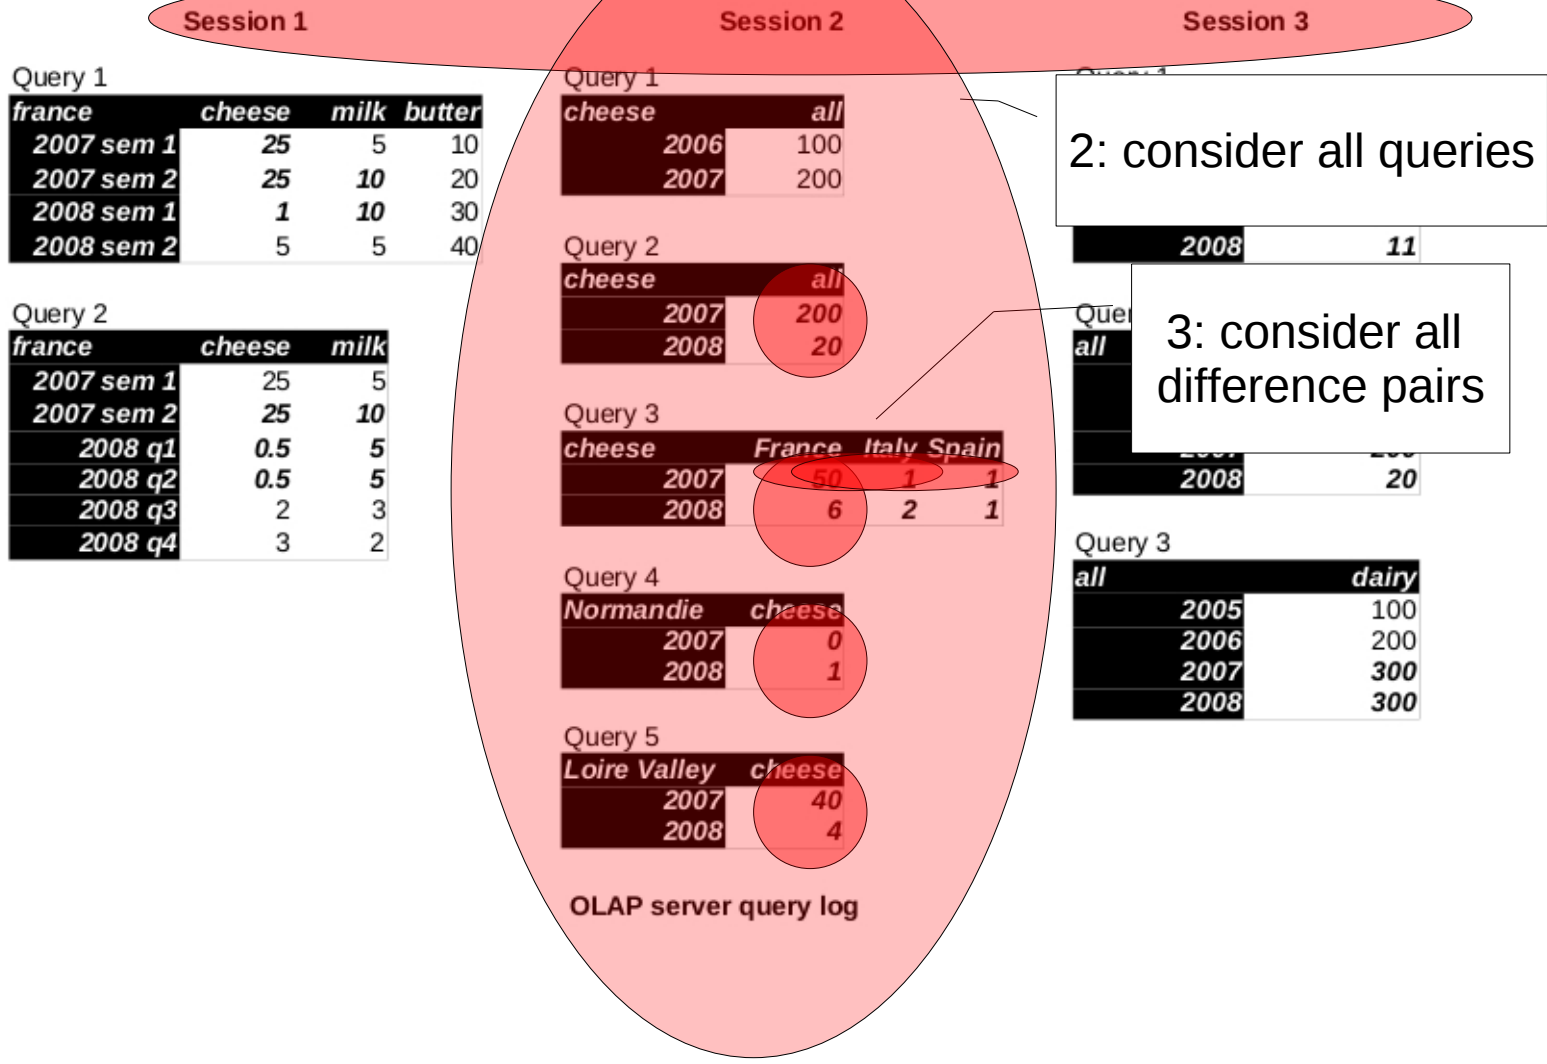 Session 1
Query 1
france cheese milk butter
2007 sem 1 25 5 10
2007 sem 2 25 10 20
2008 sem 1 1 10 30
2008 sem 2 5 5 40
Query 2
france cheese milk
2007 sem 1 25 5
2007 sem 2 25 10
2008 q1 0.5 5
2008 q2 0.5 5
2008 q3 2 3
2008 q4 3 2
Session 2
Query 1
cheese all
2006 100
2007 200
Query 2
cheese all
2007 200
2008 20
Query 3
cheese France Italy Spain
2007 50 1 1
2008 6 2 1
Query 4
Normandie cheese
2007 0
2008 1
Query 5
Loire Valley cheese
2007 40
2008 4
OLAP server query log
Session 3
2: consider all queries
2008 11
3: consider all
difference pairs
all
2007 200
2008 20
Query 3
all dairy
2005 100
2006 200
2007 300
2008 300